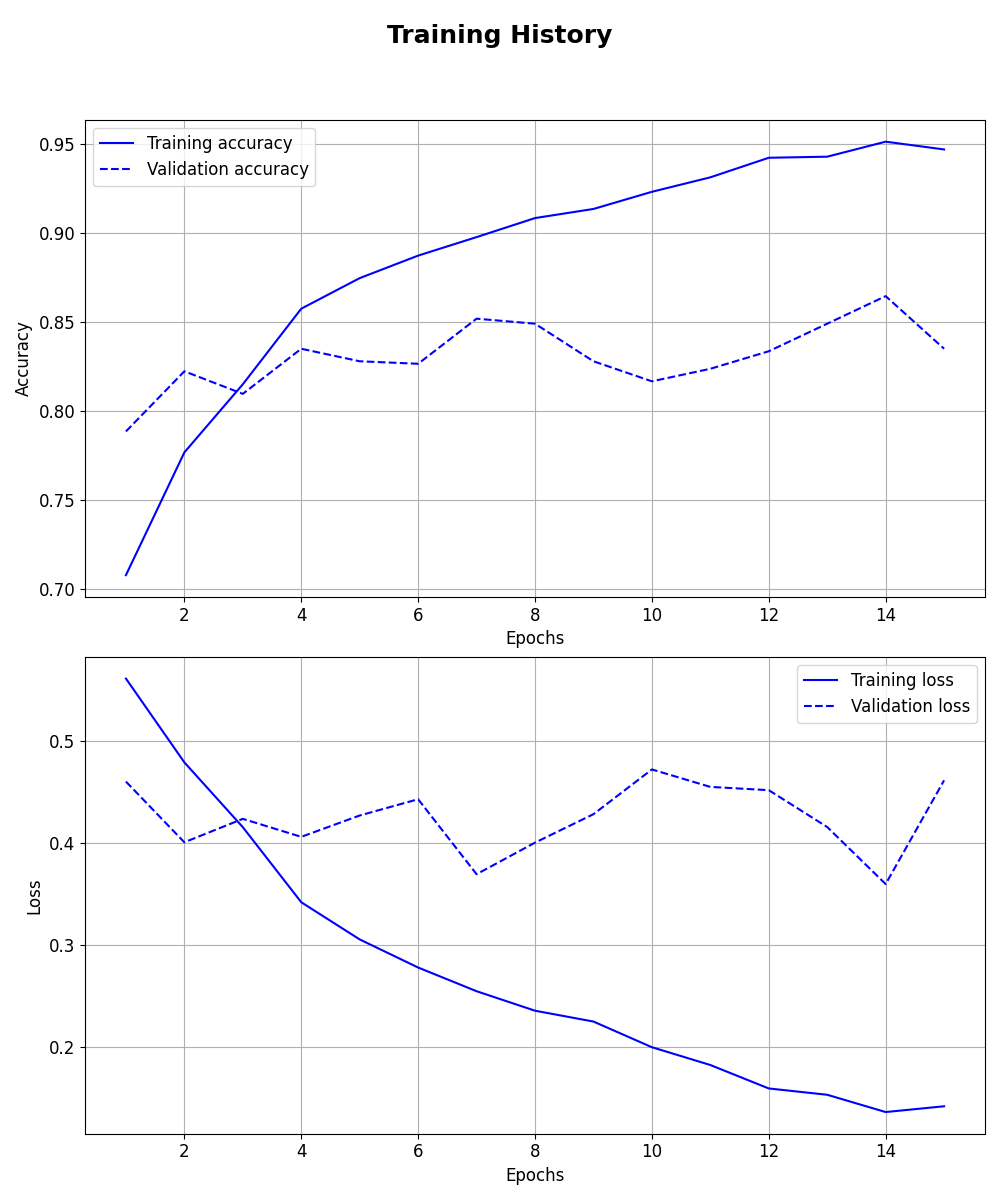 Training History
Training accuracy
Validation accuracy
0.95
0.90
0.85
0.80
0.75
0.70
Accuracy
2 4 6 8 10 12 14
Epochs
Training loss
Validation loss
0.5
0.4
0.3
0.2
Loss
2 4 6 8 10 12 14
Epochs